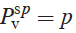 P_v^{sp} = p